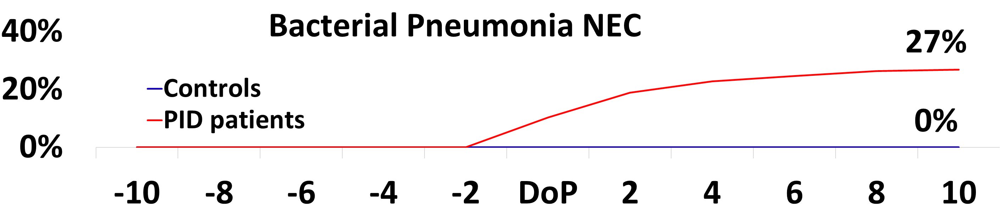 Bacterial Pneumonia NEC
40%
20%
0%
Controls
PID patients
27%
0%
-10 -8 -6 -4 -2 DoP 2 4 6 8 10